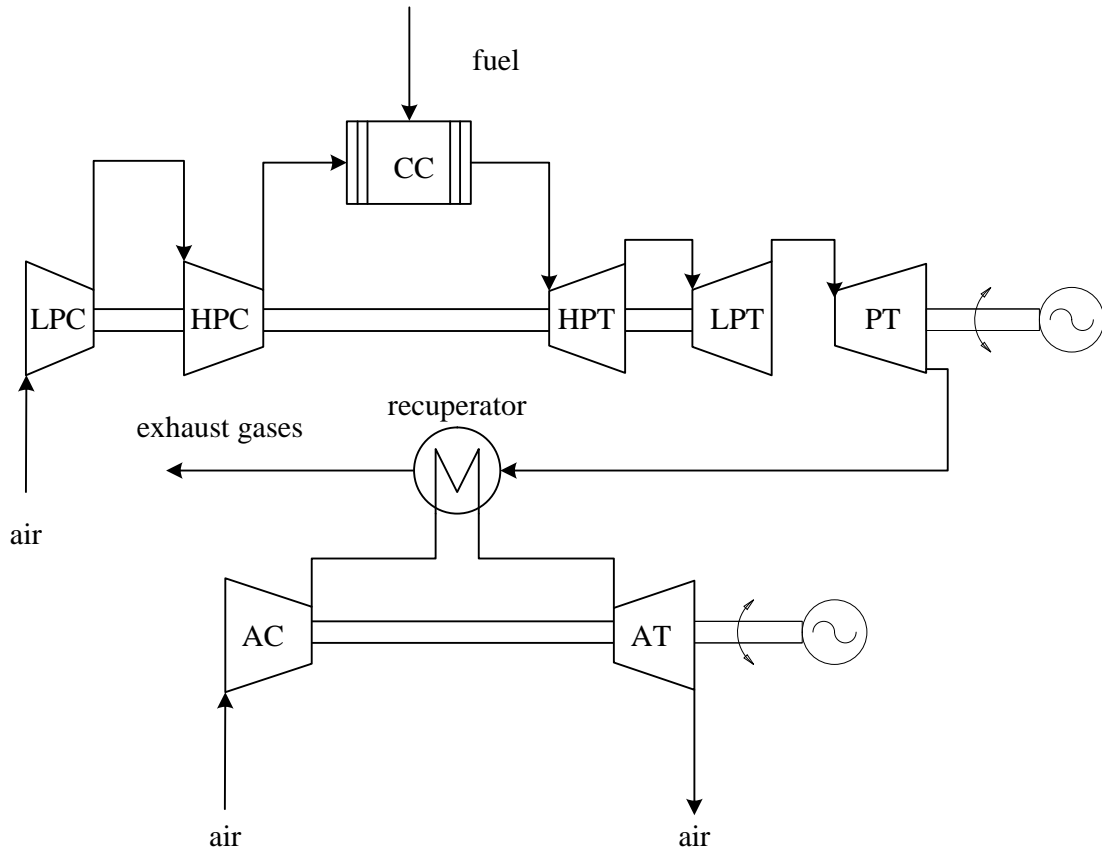 fuel
CC
LPC
HPC
HPT
LPT
PT
recuperator
exhaust gases
air
AC
AT
air
air